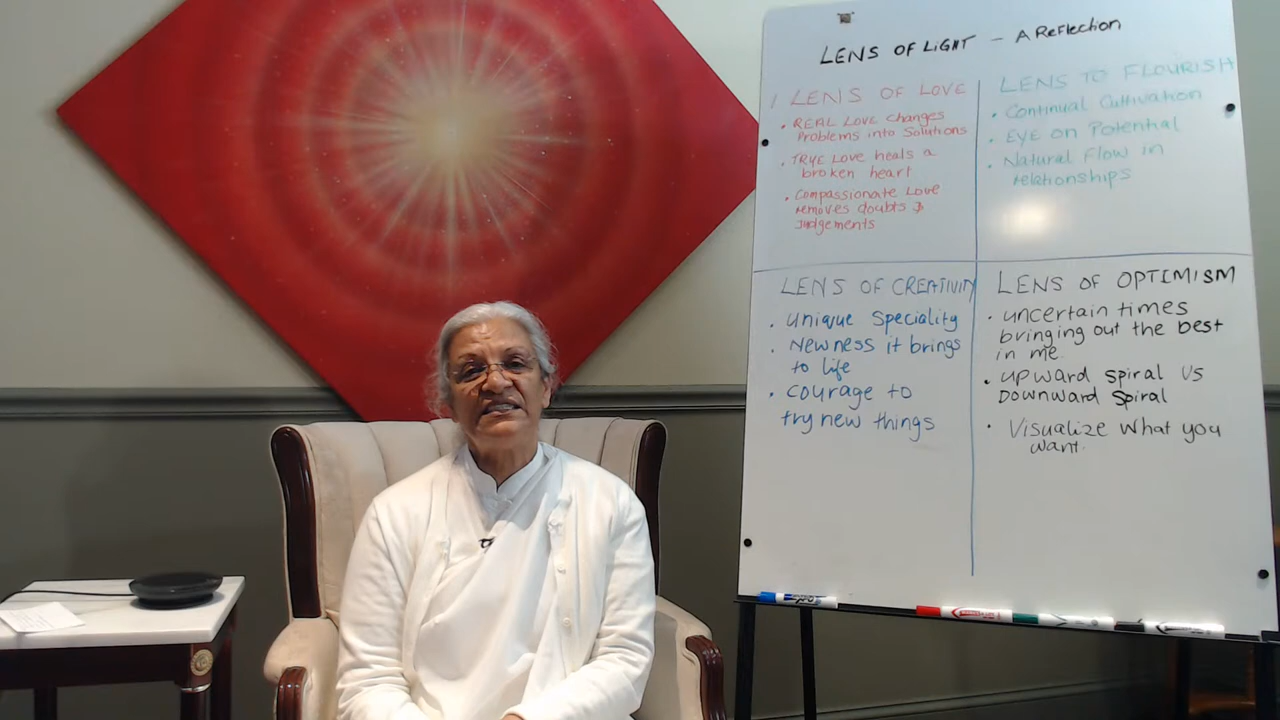 LENS OF LIGHT - A Reflection
1 LENS OF LOVE
• REAL LOVE changes
Problems into Solutions
• TRUE LOVE heals a
broken heart
• Compassionate Love
removes doubts &
Judgements
LENS TO FLOURISH
• Continual Cultivation
• Eye on Potential
• Natural Flow in
relationships
LENS OF CREATIVITY
• Unique Speciality
• Newness it brings
to life
• Courage to
try new things
LENS OF OPTIMISM
• uncertain times
bringing out the best
in me.
• upward spiral vs
Downward spiral
• Visualize what you
want.